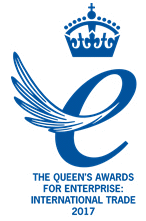 THE QUEEN'S AWARDS
FOR ENTERPRISE:
INTERNATIONAL TRADE
2017